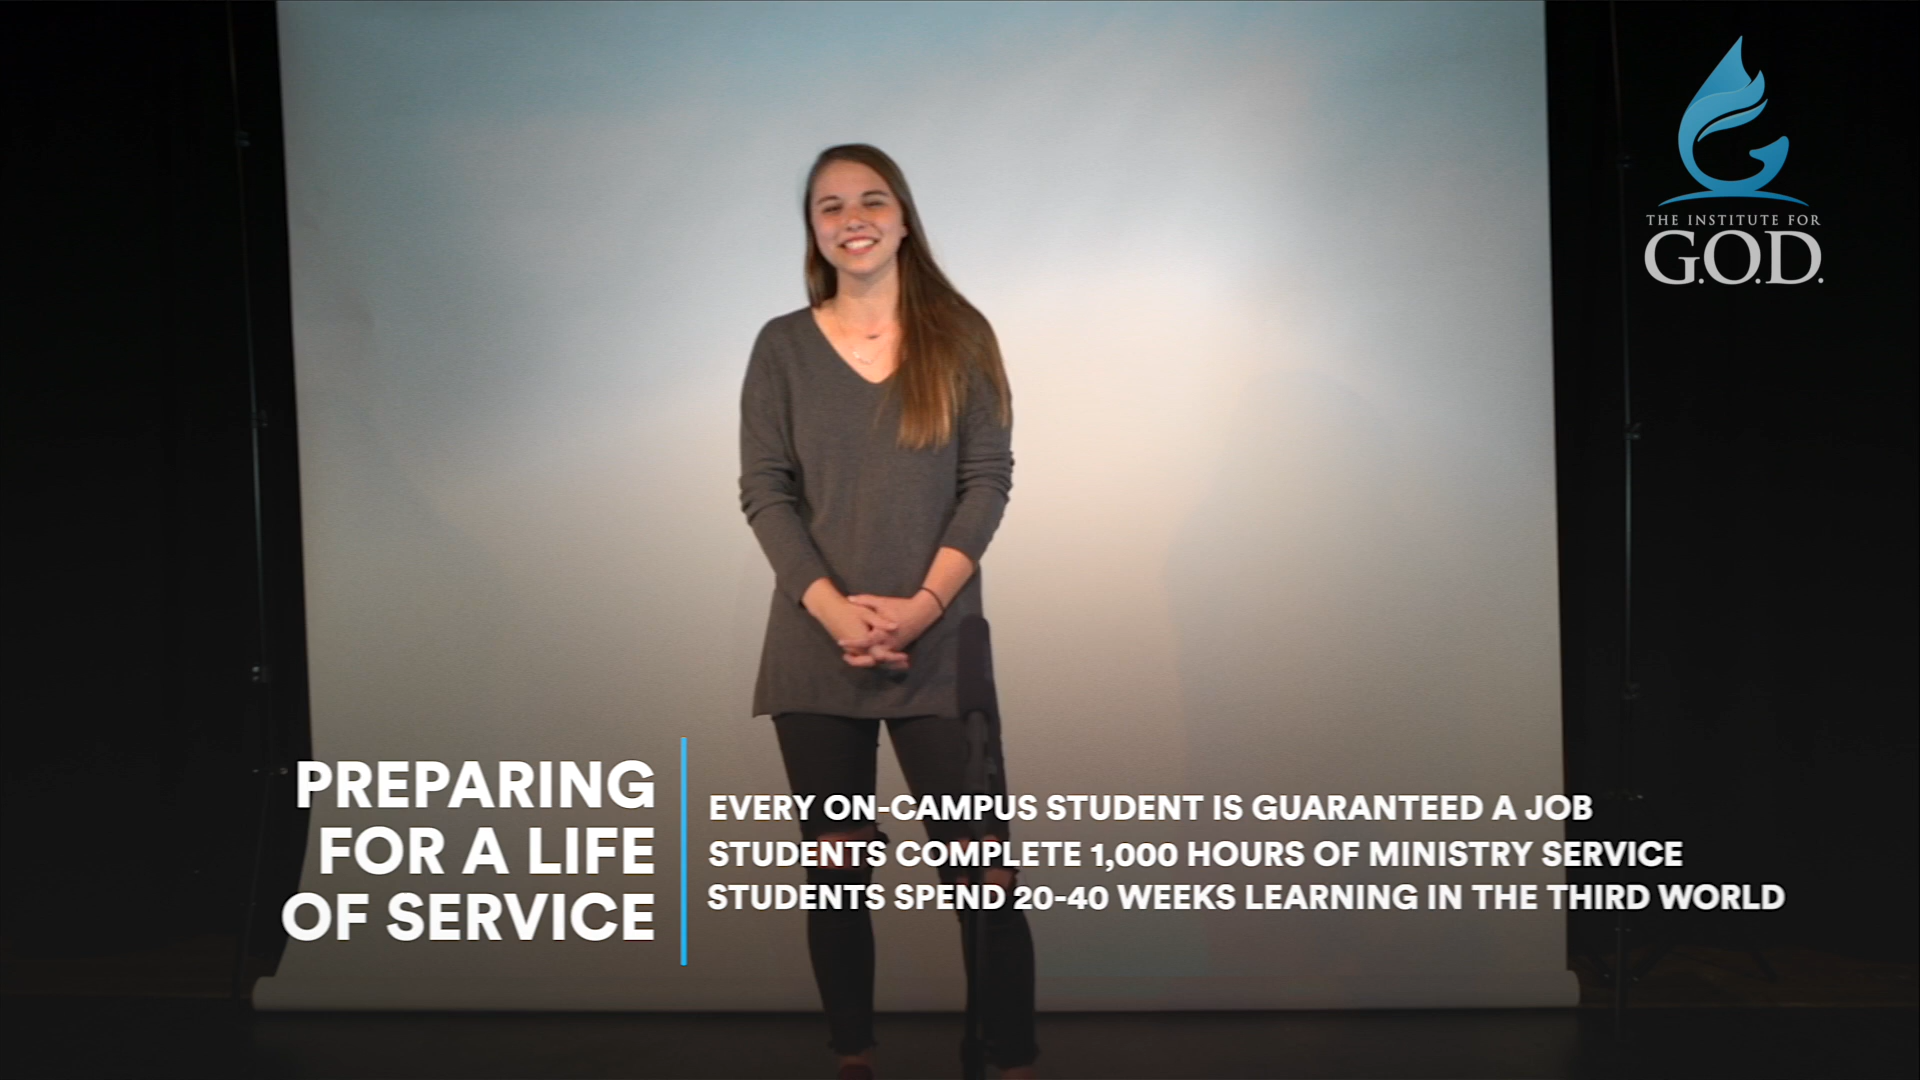 THE INSTITUTE FOR
G.O.D.
PREPARING
FOR A LIFE
OF SERVICE
EVERY ON-CAMPUS STUDENT IS GUARANTEED A JOB
STUDENTS COMPLETE 1,000 HOURS OF MINISTRY SERVICE
STUDENTS SPEND 20-40 WEEKS LEARNING IN THE THIRD WORLD